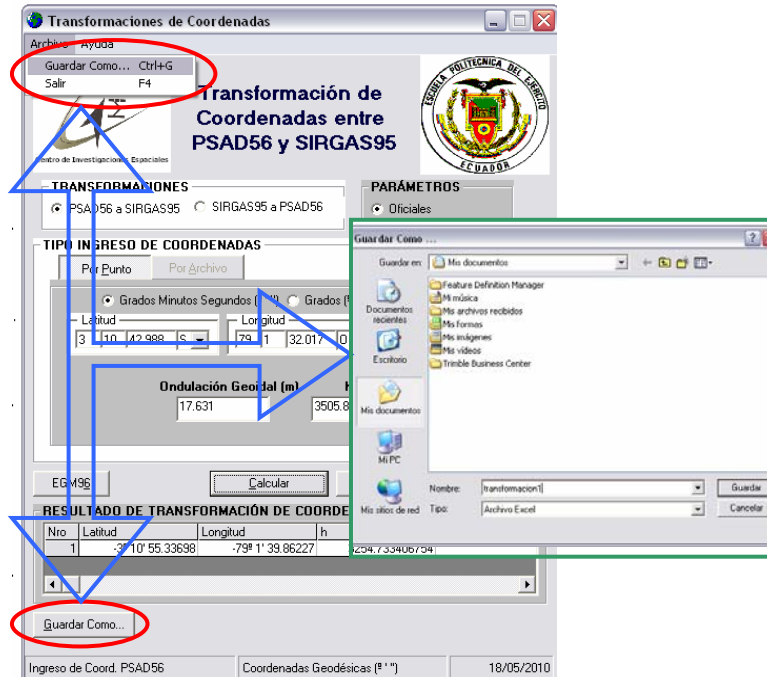 Transformaciones de Coordenadas
Archivo Ayuda
Guardar Como... Ctrl+G
Salir F4
Centro de Investigaciones Espaciales
Transformación de
Coordenadas entre
PSAD56 y SIRGAS95
ESCUELA POLITECNICA DEL EJERCITO
ECUADOR
TRANSFORMACIONES
PSAD56 a SIRGAS95 SIRGAS95 a PSAD56
PARÁMETROS
Oficiales
TIPO INGRESO DE COORDENADAS
Por Punto Por Archivo
Grados Minutos Segundos Grados
Latitud Longitud
3 10 42.988 S 79 1 32.017 O
Ondulación Geoidal (m)
17.631 3505.8
EGM96 Calcular
RESULTADO DE TRANSFORMACIÓN DE COORDE
Nro Latitud Longitud h
1 -3º 10' 55.33698 -79º 1' 39.86227 3254.733406754
Guardar Como...
Ingreso de Coord. PSAD56 Coordenadas Geodésicas (º ' ") 18/05/2010
Guardar Como ...
Guardar en: Mis documentos
Documentos recientes
Escritorio
Mis documentos
Mi PC
Mis sitios de red
Feature Definition Manager
Mi música
Mis archivos recibidos
Mis formas
Mis imágenes
Mis vídeos
Trimble Business Center
Nombre: transformacion1 Guardar
Tipo: Archivo Excel Cancelar